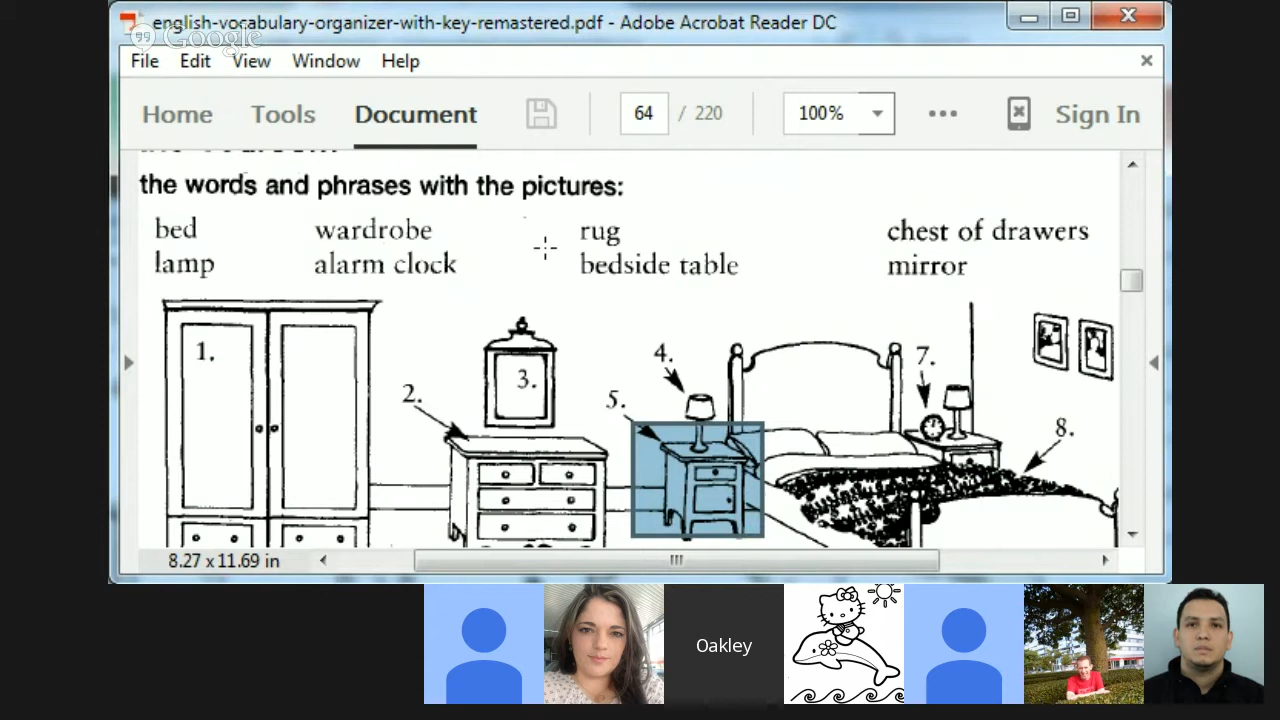 english-vocabulary-organizer-with-key-remastered.pdf - Adobe Acrobat Reader DC
Google
File Edit View Window Help
Home Tools Document 64 / 220 100% Sign In
the words and phrases with the pictures:
bed wardrobe rug chest of drawers
lamp alarm clock bedside table mirror
1.
2.
3.
4.
5.
7.
8.
8.27 x 11.69 in
Oakley